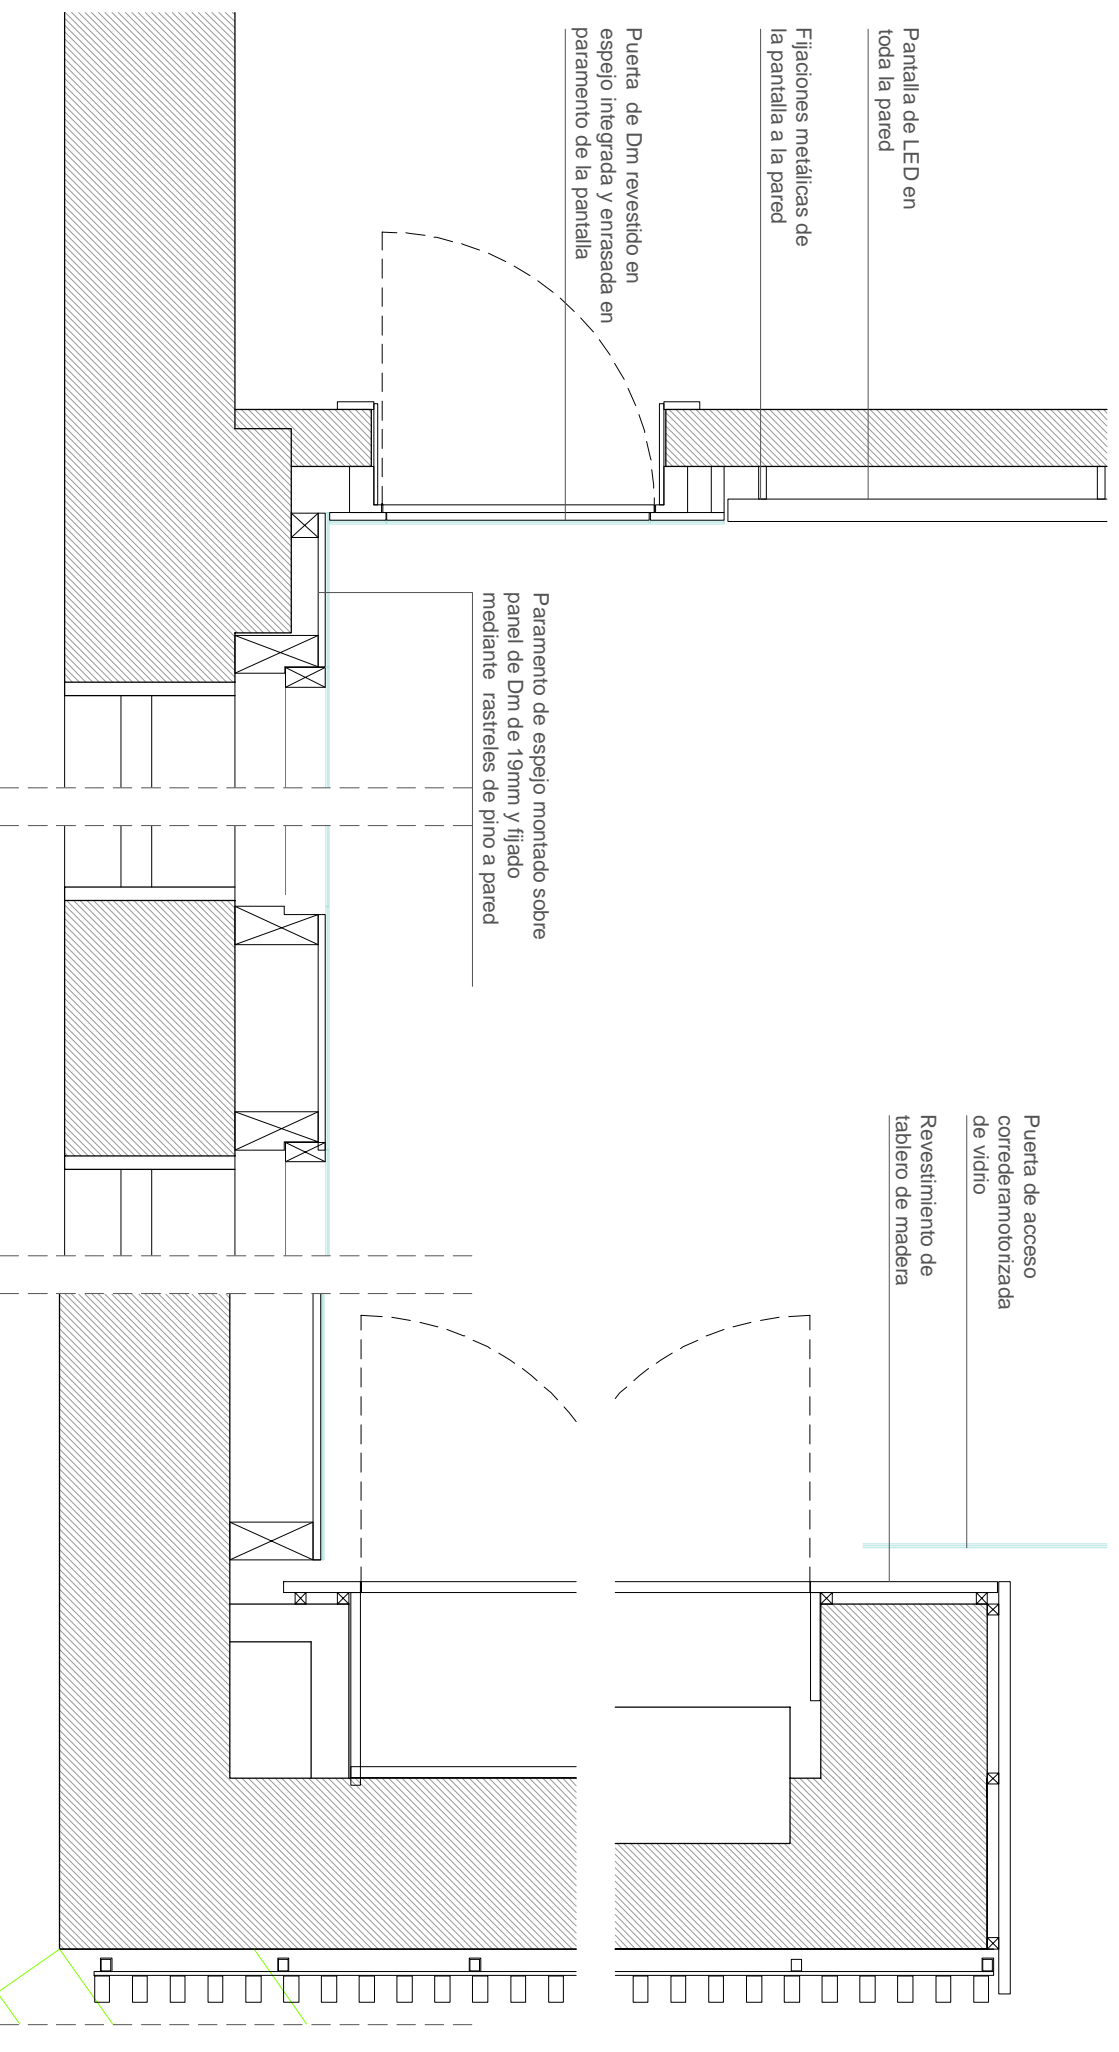 Pantalla de LED en
toda la pared
Fijaciones metálicas de
la pantalla a la pared
Puerta de Dm revestido en
espejo integrada y enrasada en
paramento de la pantalla
Paramento de espejo montado sobre
panel de Dm de 19mm y fijado
mediante rastreles de pino a pared
Puerta de acceso
correderamotorizada
de vidrio
Revestimiento de
tablero de madera